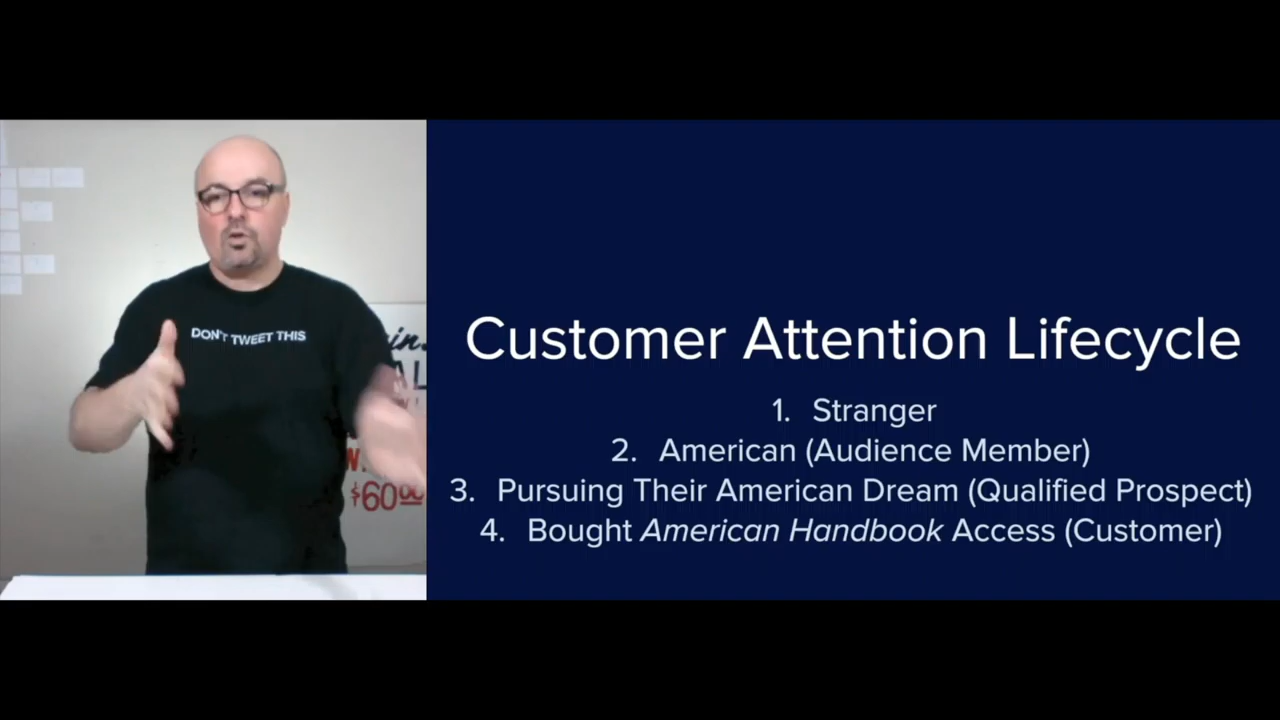 DON'T TWEET THIS
$60⁰⁰
Customer Attention Lifecycle
1. Stranger
2. American (Audience Member)
3. Pursuing Their American Dream (Qualified Prospect)
4. Bought American Handbook Access (Customer)